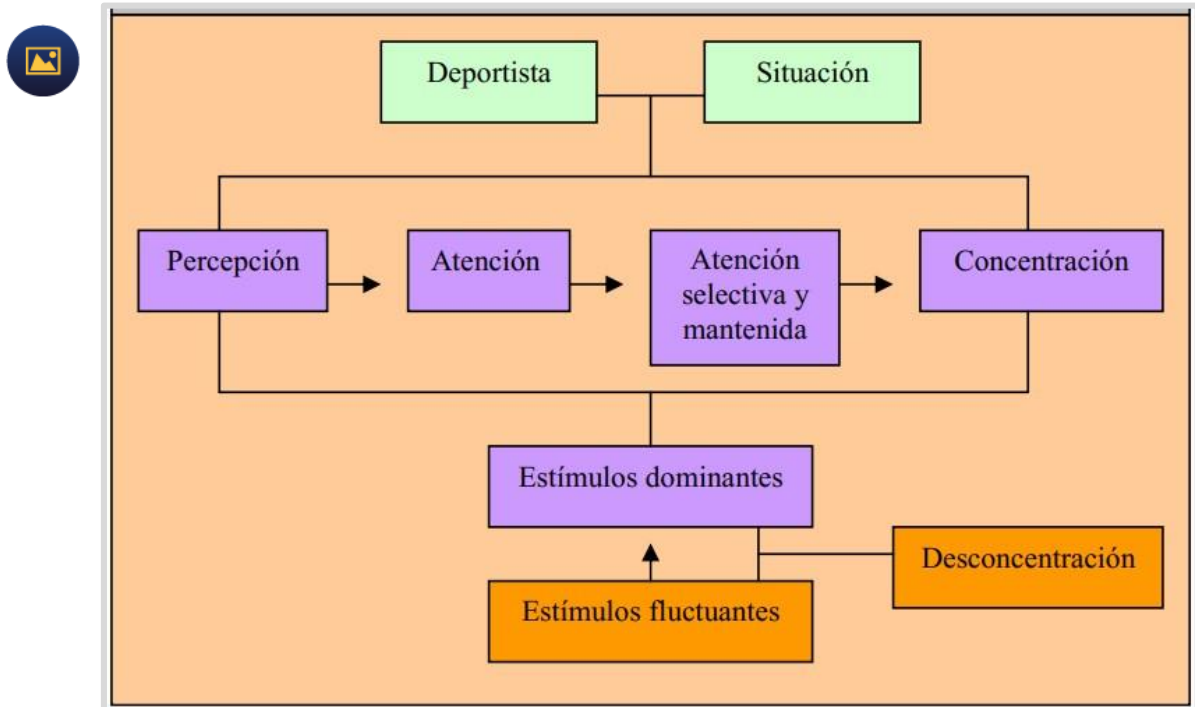 Deportista
Situación
Percepción
Atención
Atención
selectiva y
mantenida
Concentración
Estímulos dominantes
Desconcentración
Estímulos fluctuantes